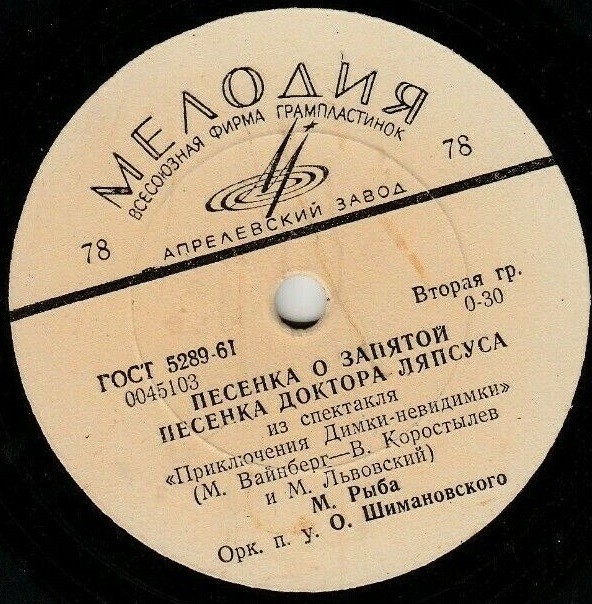 МЕЛОДИЯ
ВСЕСОЮЗНАЯ ФИРМА ГРАМПЛАСТИНОК
78
78
АПРЕЛЕВСКИЙ ЗАВОД
Вторая гр.
0-30
ГОСТ 5289-61
0045103
ПЕСЕНКА О ЗАПЯТОЙ
ПЕСЕНКА ДОКТОРА ЛЯПСУСА
из спектакля
«Приключения Димки-невидимки»
(М. Вайнберг—В. Коростылев
и М. Львовский)
М. Рыба
Орк. п. у. О. Шимановского